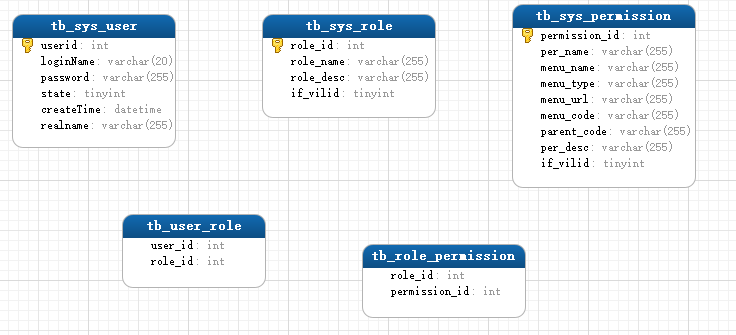 tb_sys_user
userid: int
loginName: varchar(20)
password: varchar(255)
state: tinyint
createTime: datetime
realname: varchar(255)
tb_sys_role
role_id: int
role_name: varchar(255)
role_desc: varchar(255)
if_vilid: tinyint
tb_sys_permission
permission_id: int
per_name: varchar(255)
menu_name: varchar(255)
menu_type: varchar(255)
menu_url: varchar(255)
menu_code: varchar(255)
parent_code: varchar(255)
per_desc: varchar(255)
if_vilid: tinyint
tb_user_role
user_id: int
role_id: int
tb_role_permission
role_id: int
permission_id: int